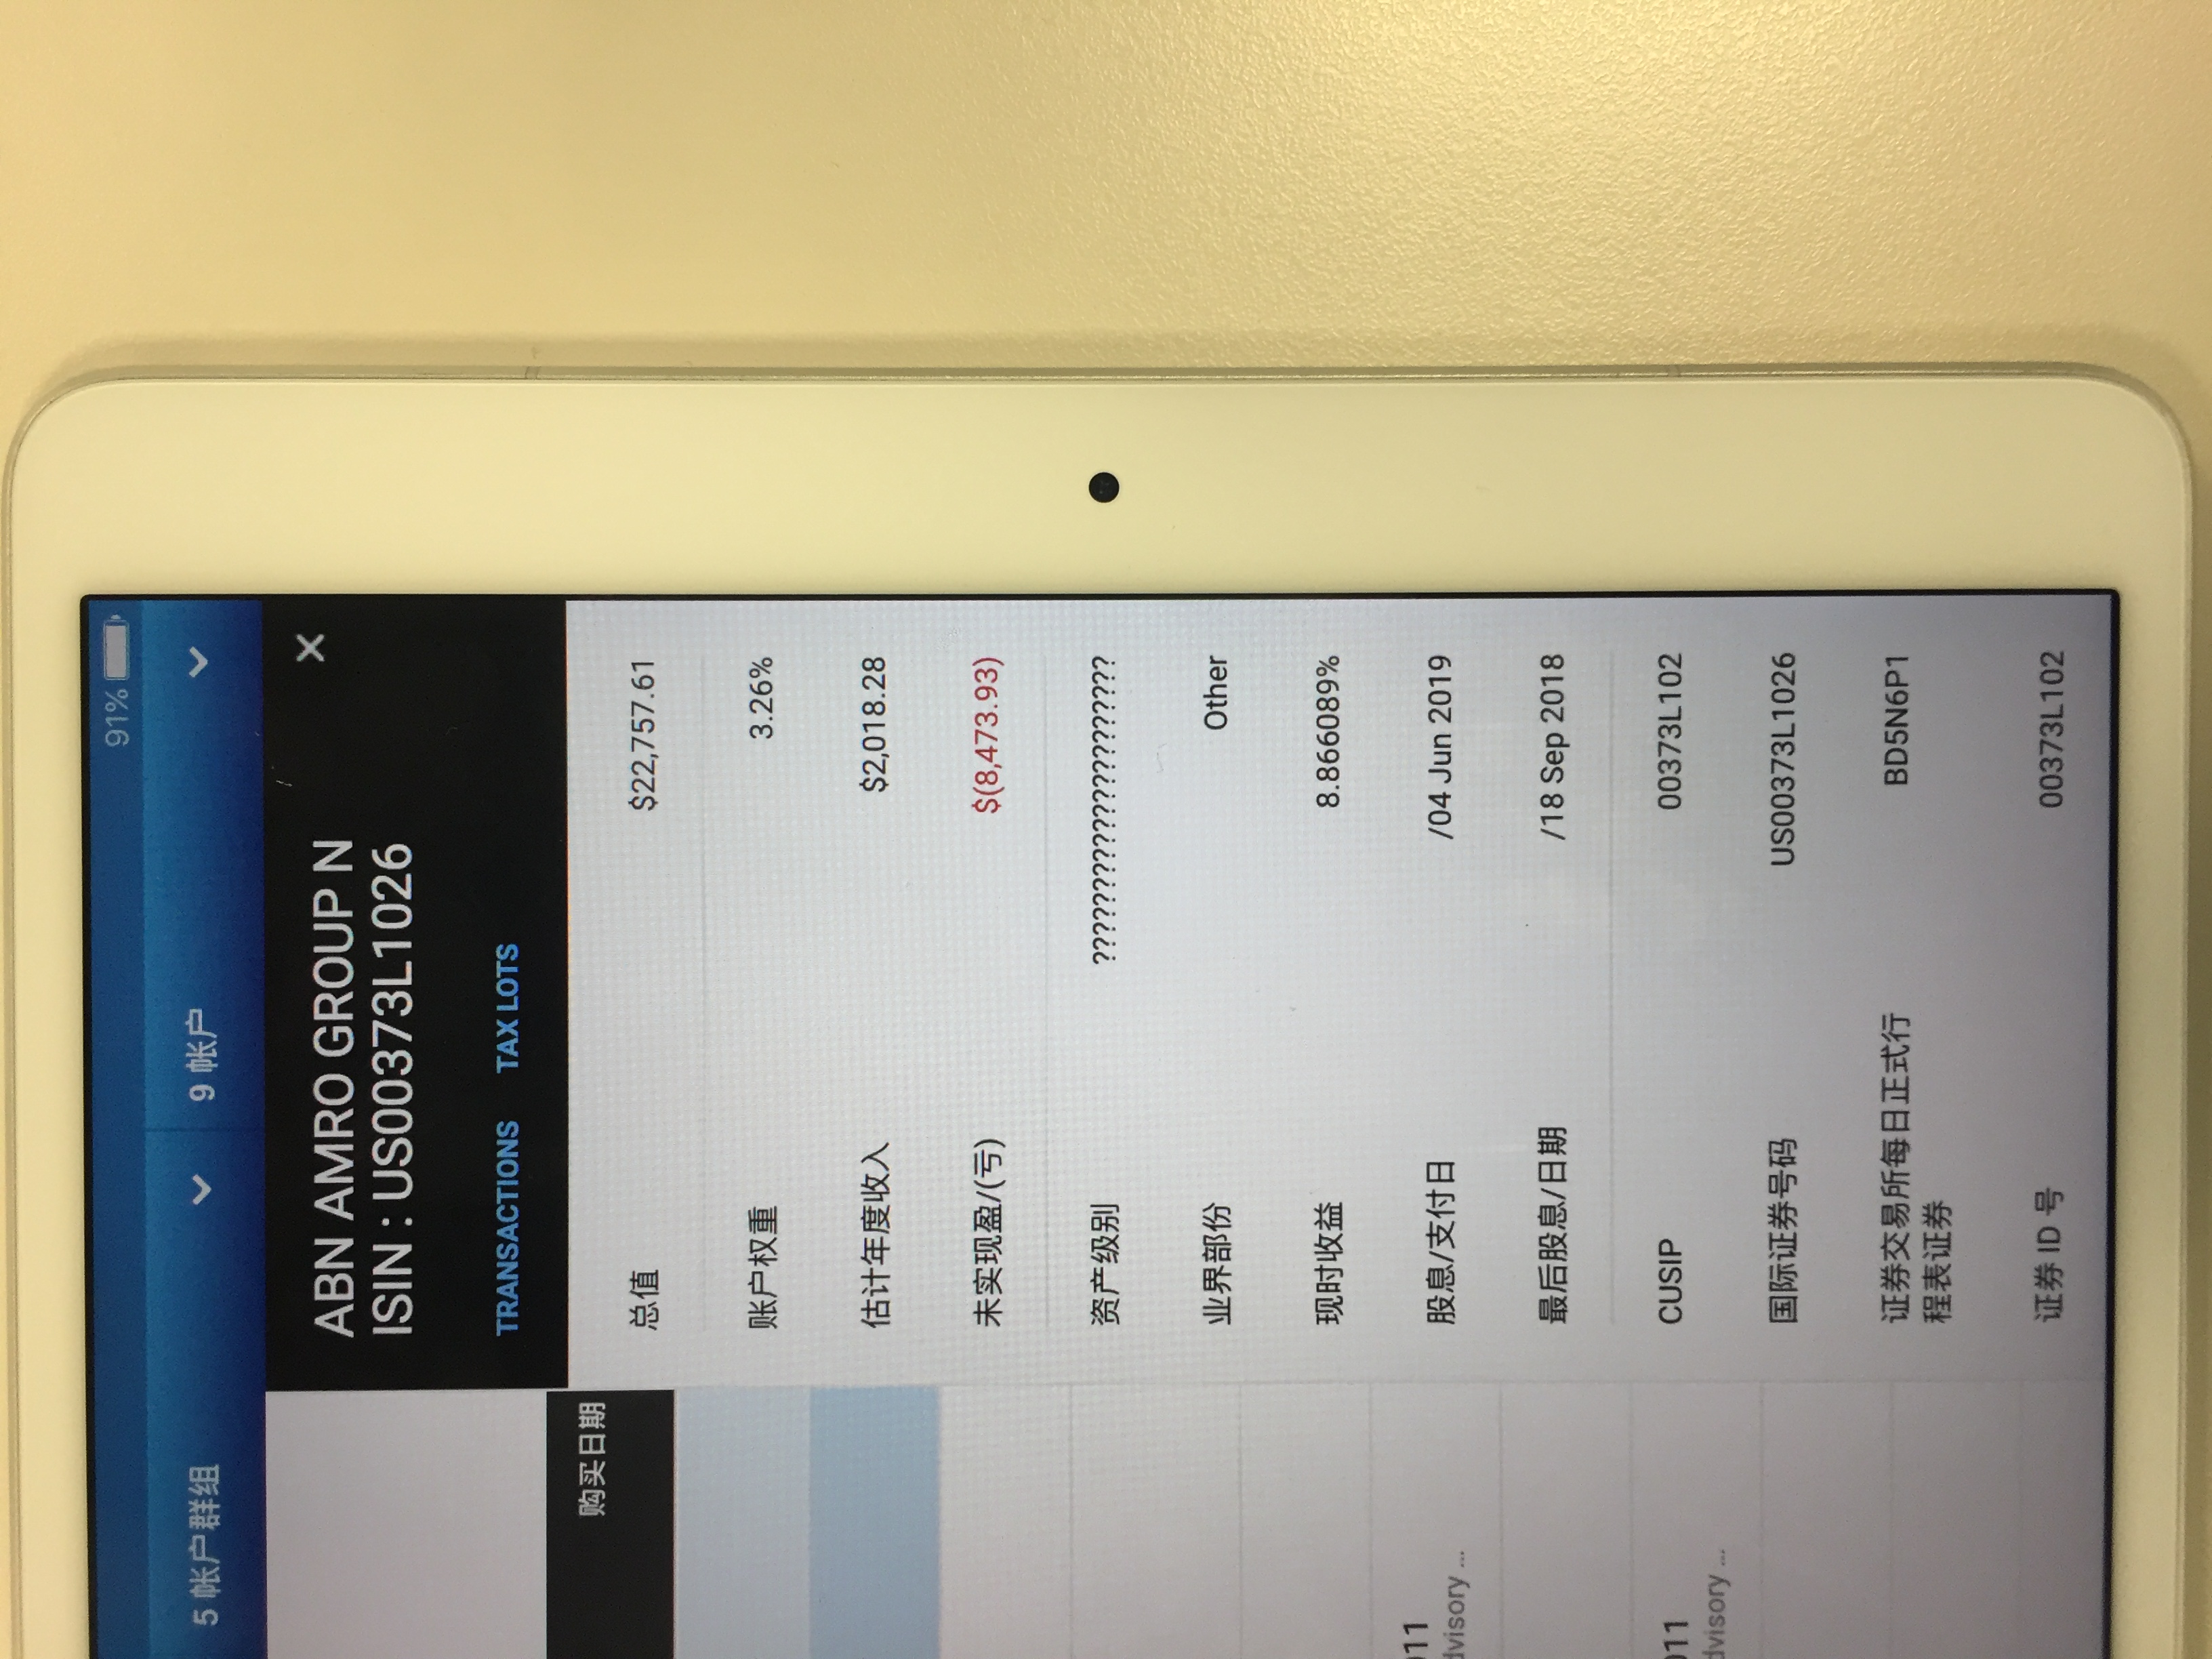 91%
5 帐户群组
9 帐户
ABN AMRO GROUP N
ISIN : US00373L1026
TRANSACTIONS TAX LOTS
购买日期
总值 $22,757.61
账户权重 3.26%
估计年度收入 $2,018.28
未实现盈/(亏) $(8,473.93)
资产级别 ????????????????????????
业界部份 Other
现时收益 8.866089%
股息/支付日 /04 Jun 2019
最后股息/日期 /18 Sep 2018
CUSIP 00373L102
国际证券号码 US00373L1026
证券交易所每日正式行 BD5N6P1
程表证券
证券 ID 号 00373L102
011
dvisory ...
011
dvisory ...